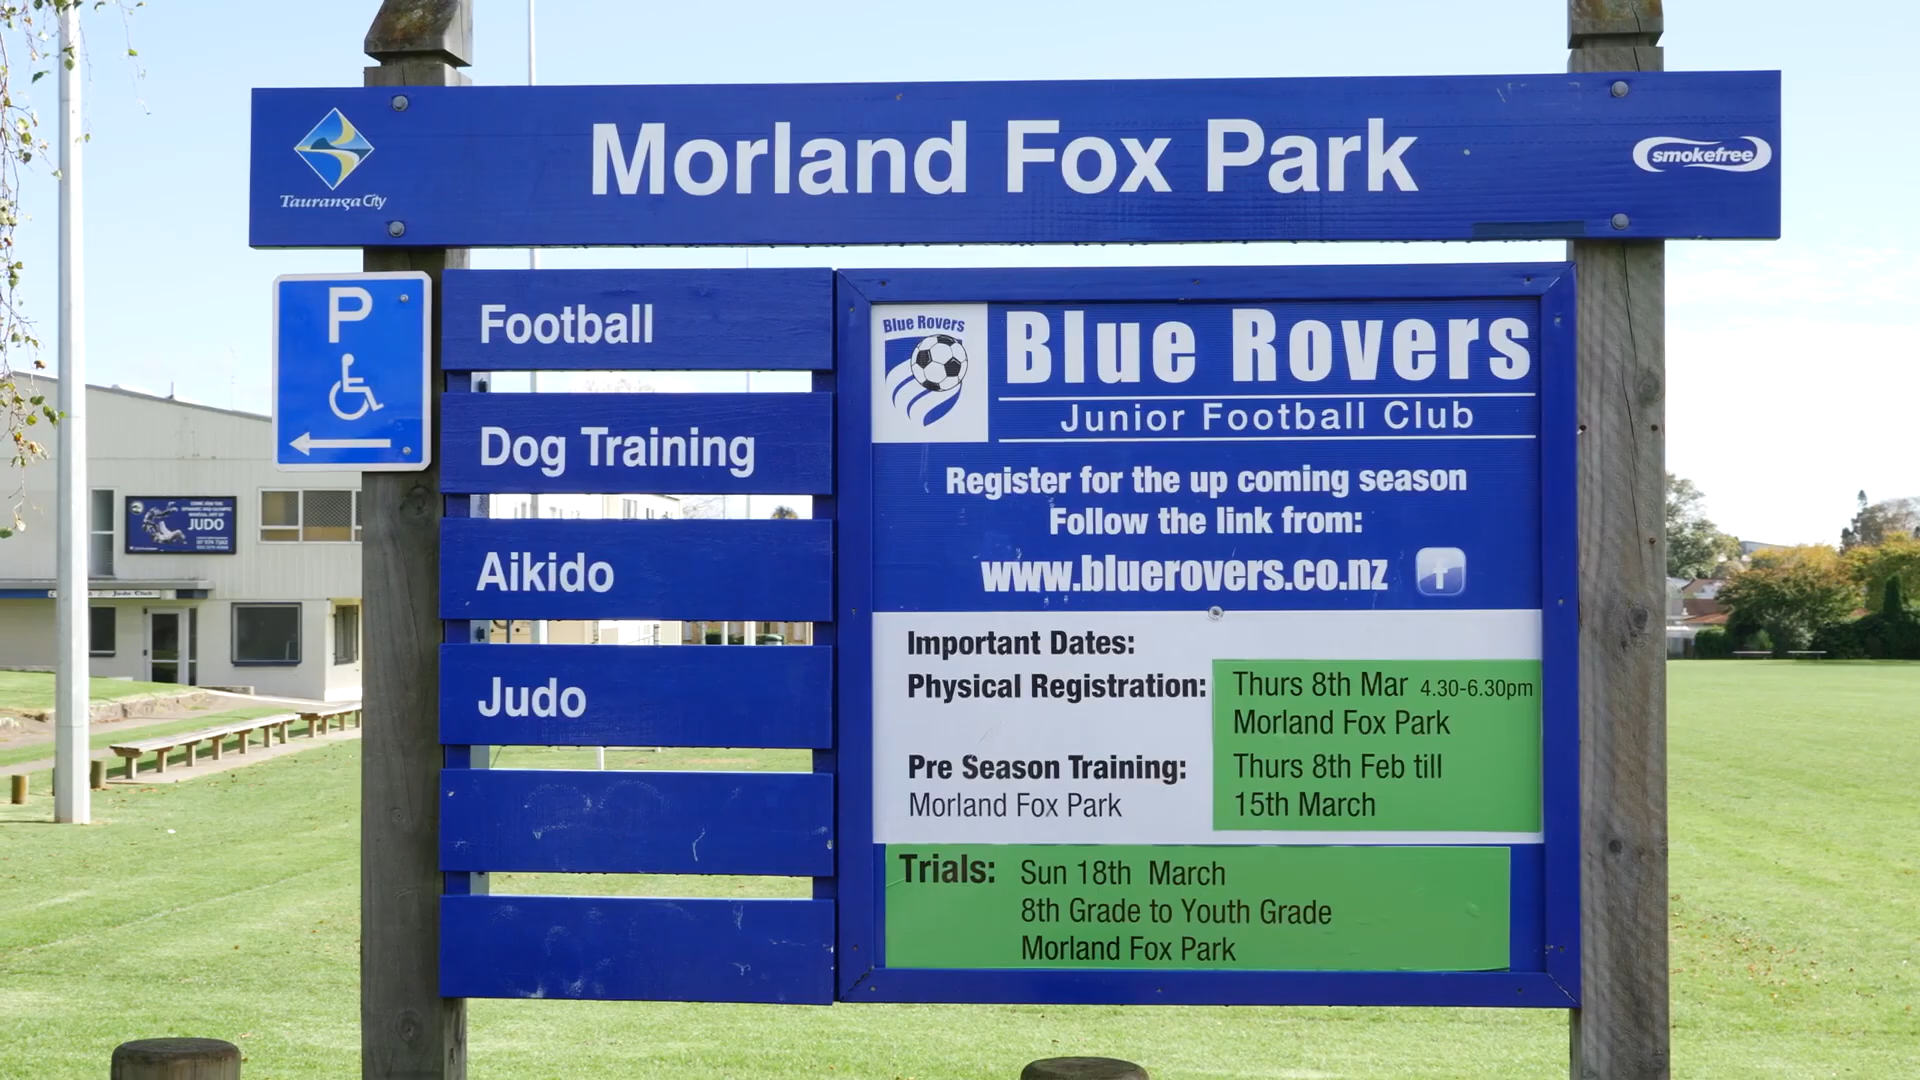 Morland Fox Park
Tauranga City
smokefree
P
Football
Dog Training
Aikido
Judo
Blue Rovers
Blue Rovers
Junior Football Club
Register for the up coming season
Follow the link from:
www.bluerovers.co.nz f
Important Dates:
Physical Registration: Thurs 8th Mar 4.30-6.30pm
Morland Fox Park
Pre Season Training: Thurs 8th Feb till
Morland Fox Park 15th March
Trials: Sun 18th March
8th Grade to Youth Grade
Morland Fox Park
JUDO
Judo Club